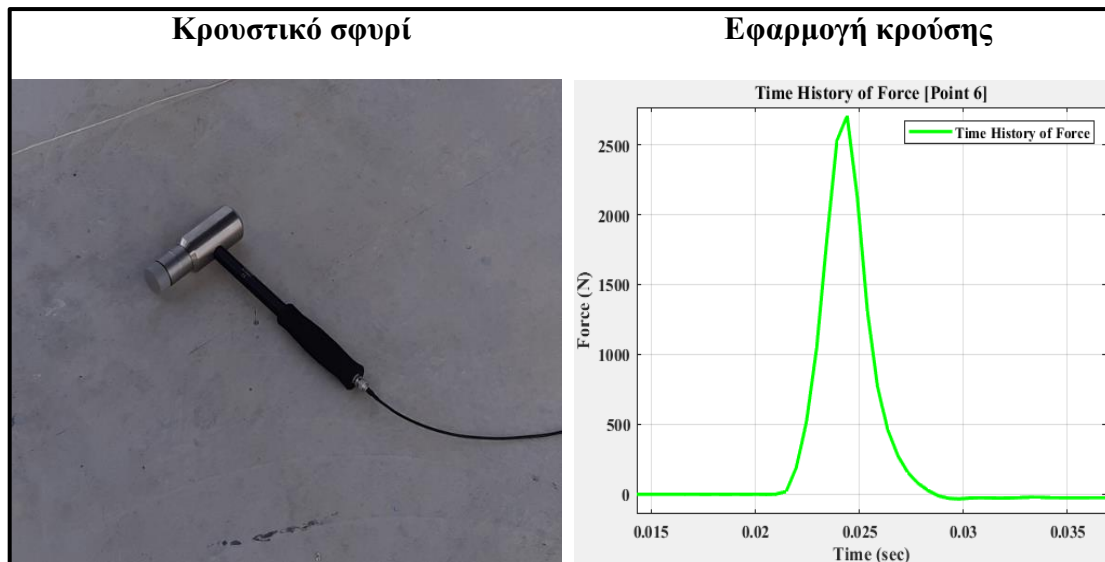 Κρουστικό σφυρί
Εφαρμογή κρούσης
Time History of Force [Point 6]
Time History of Force
2500
2000
1500
1000
500
0
Force (N)
0.015
0.02
0.025
0.03
0.035
Time (sec)